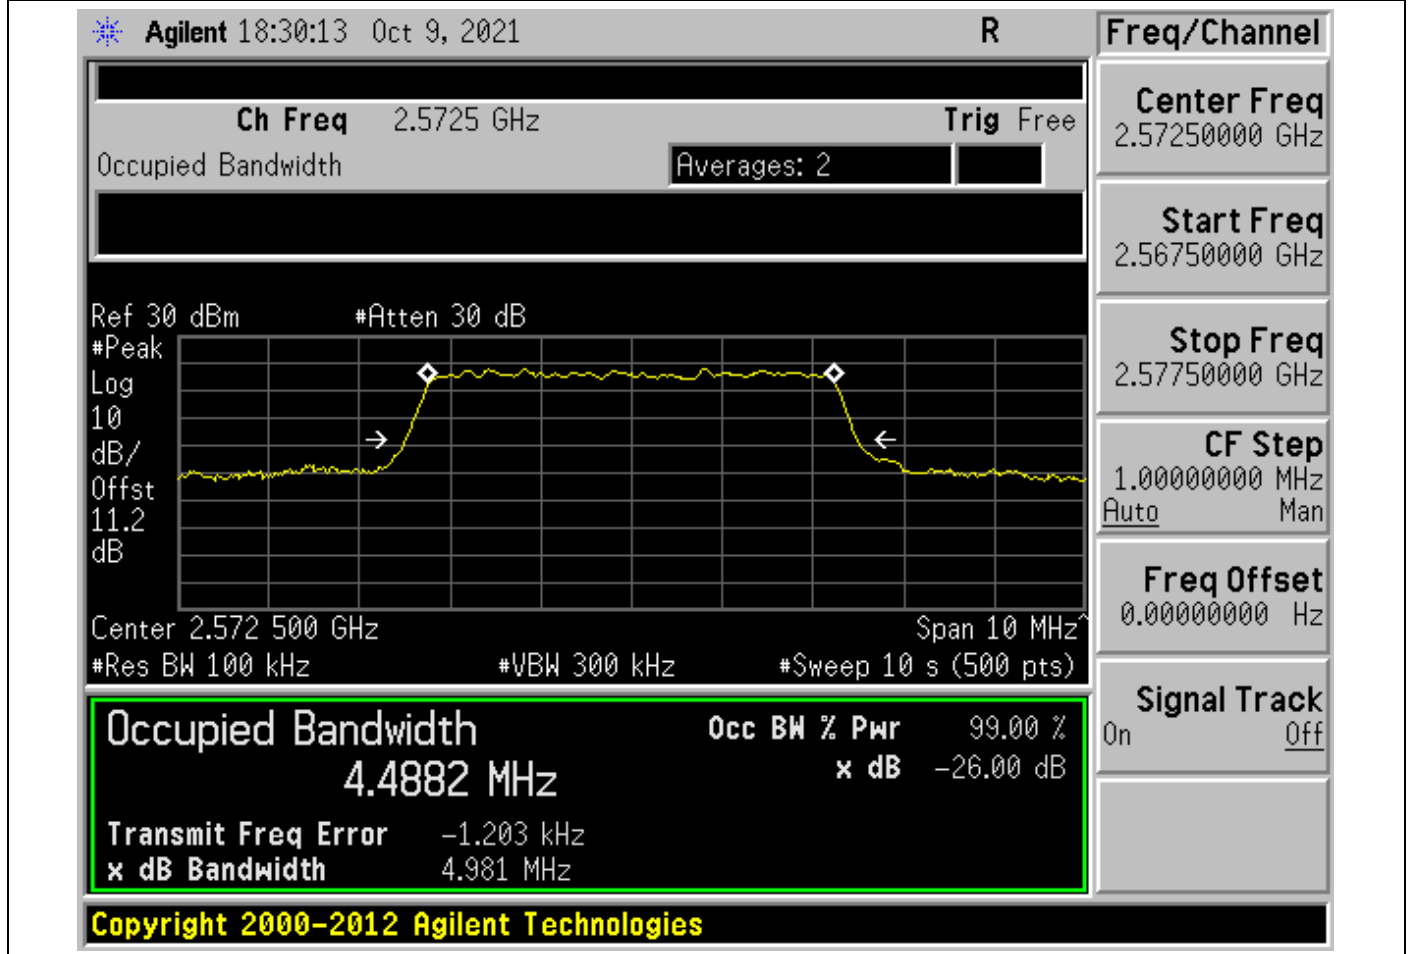 Agilent 18:30:13 Oct 9, 2021 R
Freq/Channel
Ch Freq 2.5725 GHz Trig Free
Occupied Bandwidth Averages: 2
Center Freq
2.57250000 GHz
Start Freq
2.56750000 GHz
Stop Freq
2.57750000 GHz
CF Step
1.00000000 MHz
Auto Man
Freq Offset
0.00000000 Hz
Signal Track
On Off
Ref 30 dBm #Atten 30 dB
#Peak
Log
10
dB/
Offst
11.2
dB
Center 2.572 500 GHz Span 10 MHz^
#Res BW 100 kHz #VBW 300 kHz #Sweep 10 s (500 pts)
Occupied Bandwidth Occ BW % Pwr 99.00 %
4.4882 MHz x dB -26.00 dB
Transmit Freq Error -1.203 kHz
x dB Bandwidth 4.981 MHz
Copyright 2000-2012 Agilent Technologies